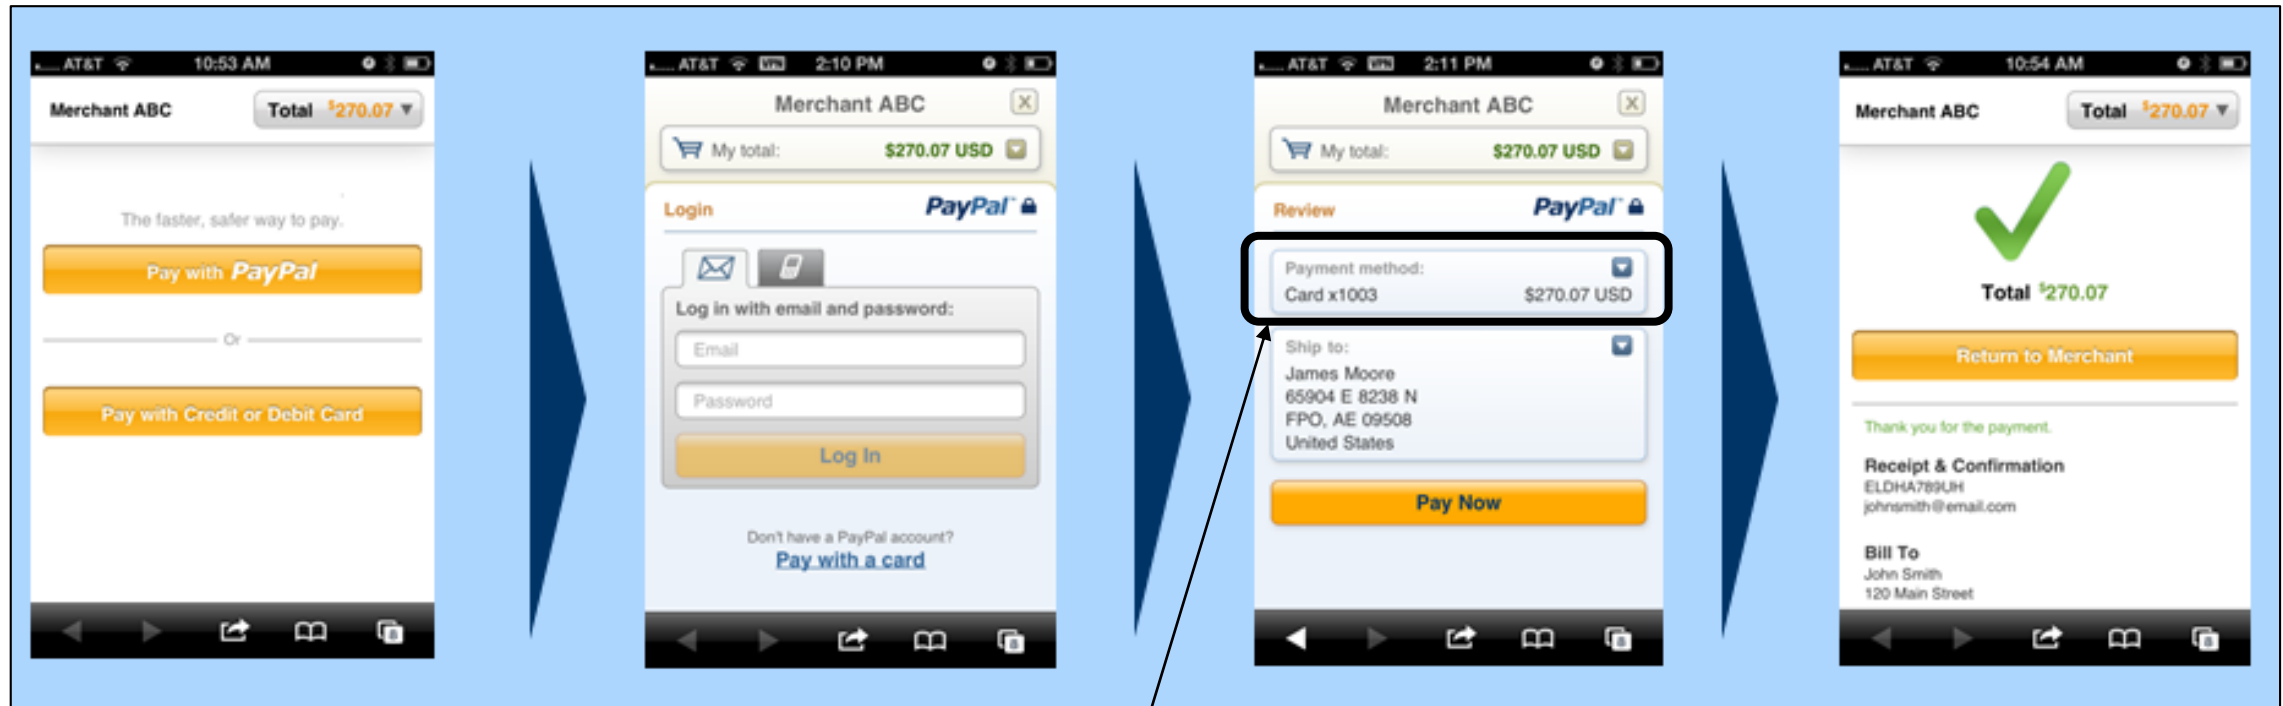 AT&T 10:53 AM
Merchant ABC Total $270.07
The faster, safer way to pay.
Pay with PayPal
Or
Pay with Credit or Debit Card
AT&T VPN 2:10 PM
Merchant ABC X
My total: $270.07 USD
Login PayPal™
Log in with email and password:
Email
Password
Log In
Don't have a PayPal account?
Pay with a card
8
AT&T VPN 2:11 PM
Merchant ABC X
My total: $270.07 USD
Review PayPal™
Payment method:
Card x1003 $270.07 USD
Ship to:
James Moore
65904 E 8238 N
FPO, AE 09508
United States
Pay Now
AT&T 10:54 AM
Merchant ABC Total $270.07
Total $270.07
Return to Merchant
Thank you for the payment.
Receipt & Confirmation
ELDHA789UH
johnsmith@email.com
Bill To
John Smith
120 Main Street